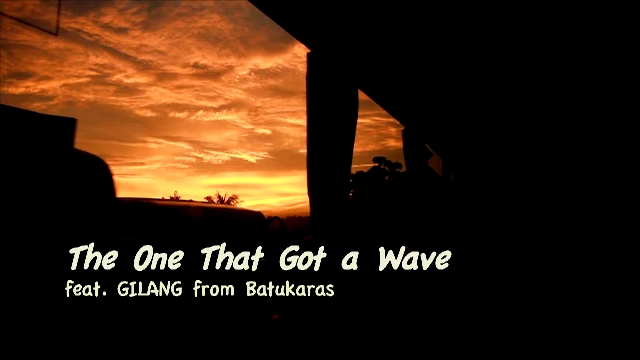 The One That Got a Wave
feat. GILANG from Batukaras